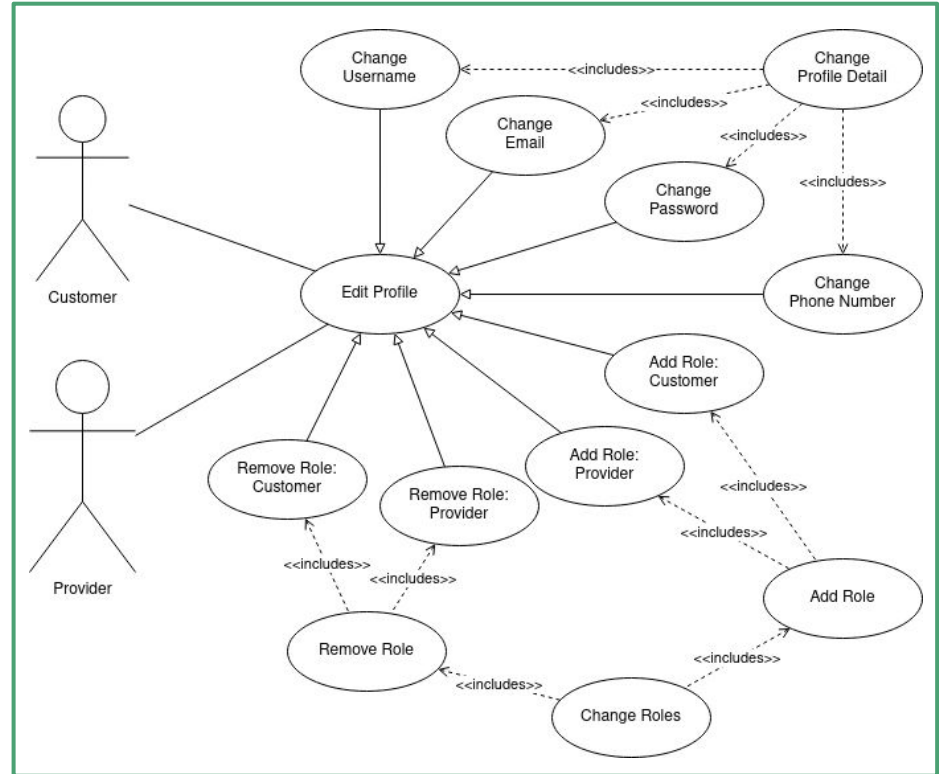 Change
Username
<<includes>>
Change
Profile Detail
<<includes>>
Change
Email
<<includes>>
<<includes>>
Change
Password
Customer
Edit Profile
Change
Phone Number
Add Role:
Customer
Remove Role:
Customer
Add Role:
Provider
Remove Role:
Provider
<<includes>>
<<includes>>
<<includes>>
<<includes>>
Provider
Add Role
Remove Role
<<includes>>
<<includes>>
Change Roles